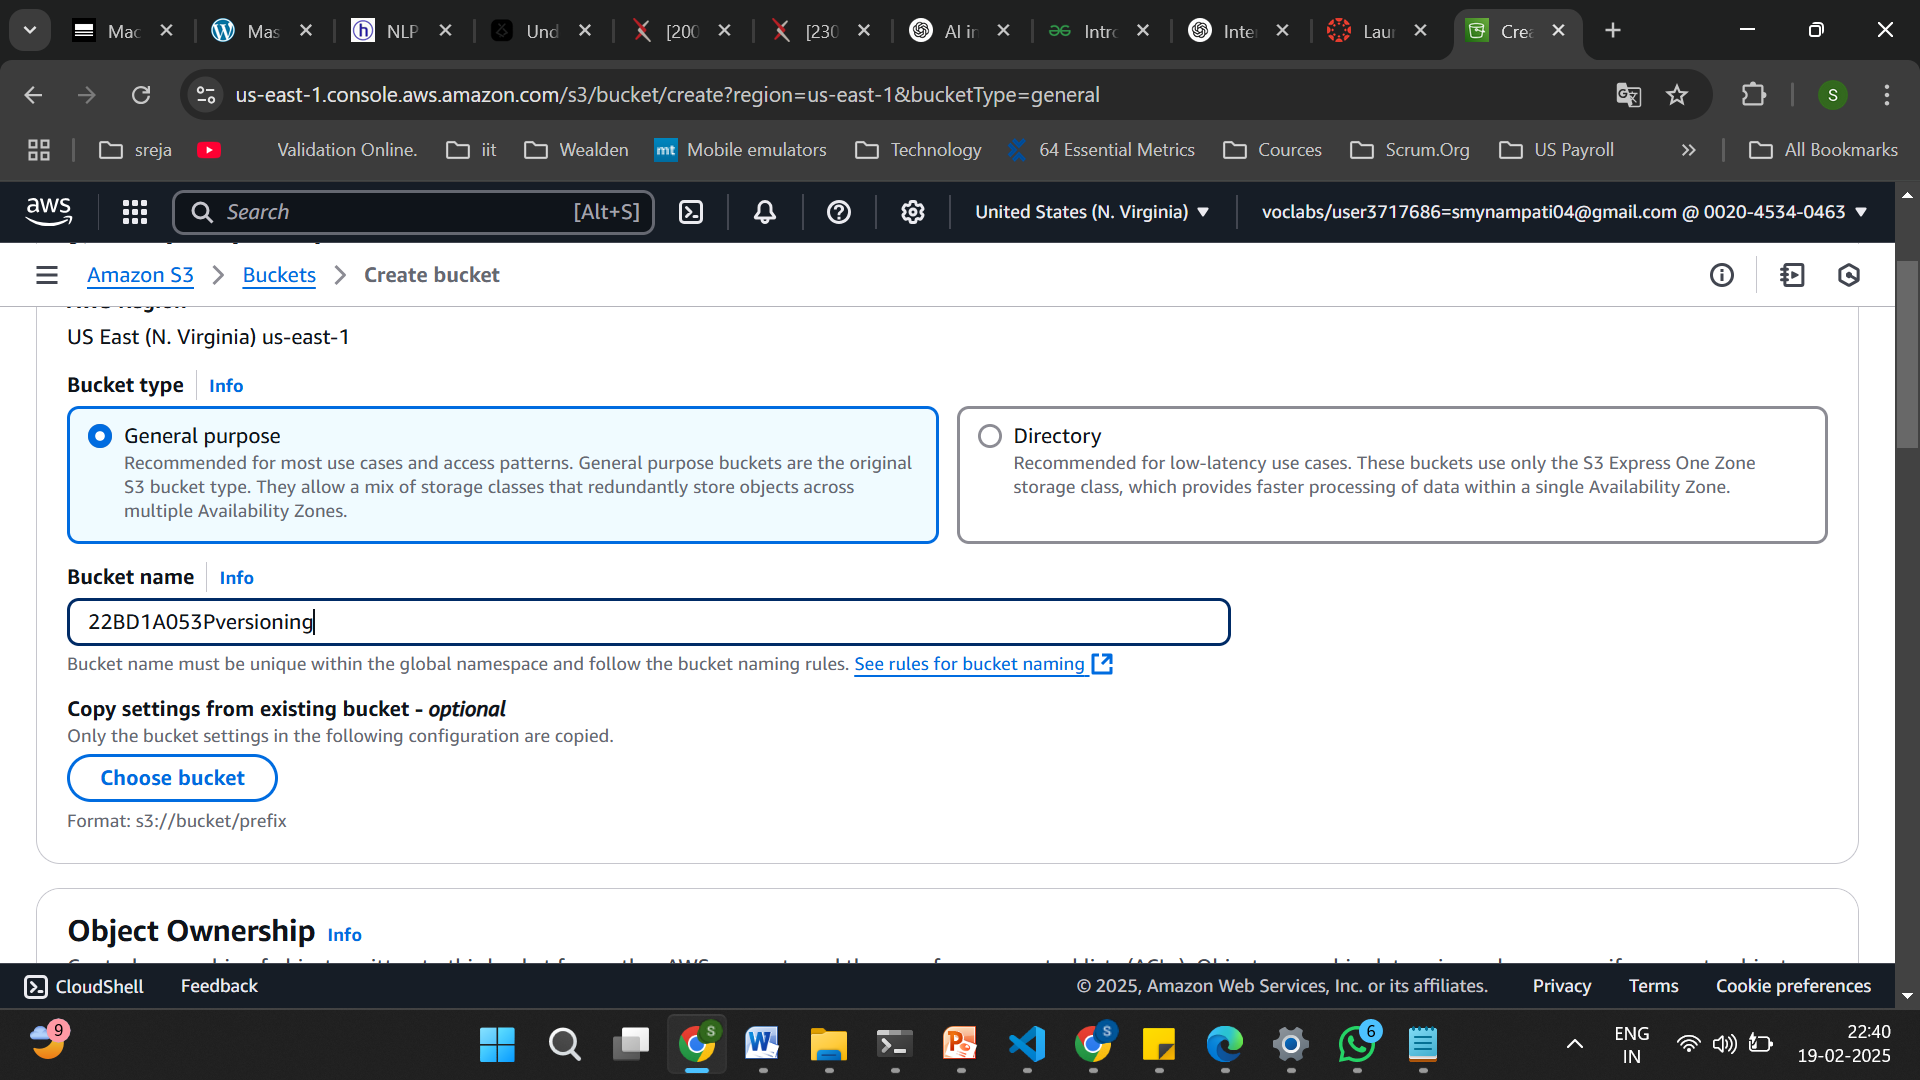 Mac
Mas
NLP
Und
[200
[230
AI in
Intro
Inte
Lau
Crea
us-east-1.console.aws.amazon.com/s3/bucket/create?region=us-east-1&bucketType=general
S
sreja
Validation Online.
iit
Wealden
mt Mobile emulators
Technology
64 Essential Metrics
Cources
Scrum.Org
US Payroll
All Bookmarks
aws
Search [Alt+S]
United States (N. Virginia)
voclabs/user3717686=smynampati04@gmail.com @ 0020-4534-0463
Amazon S3 > Buckets > Create bucket
US East (N. Virginia) us-east-1
Bucket type Info
General purpose
Recommended for most use cases and access patterns. General purpose buckets are the original
S3 bucket type. They allow a mix of storage classes that redundantly store objects across
multiple Availability Zones.
Directory
Recommended for low-latency use cases. These buckets use only the S3 Express One Zone
storage class, which provides faster processing of data within a single Availability Zone.
Bucket name Info
22BD1A053Pversioning
Bucket name must be unique within the global namespace and follow the bucket naming rules. See rules for bucket naming
Copy settings from existing bucket - optional
Only the bucket settings in the following configuration are copied.
Choose bucket
Format: s3://bucket/prefix
Object Ownership Info
CloudShell Feedback
© 2025, Amazon Web Services, Inc. or its affiliates. Privacy Terms Cookie preferences
9
S
S
6
ENG
IN
22:40
19-02-2025